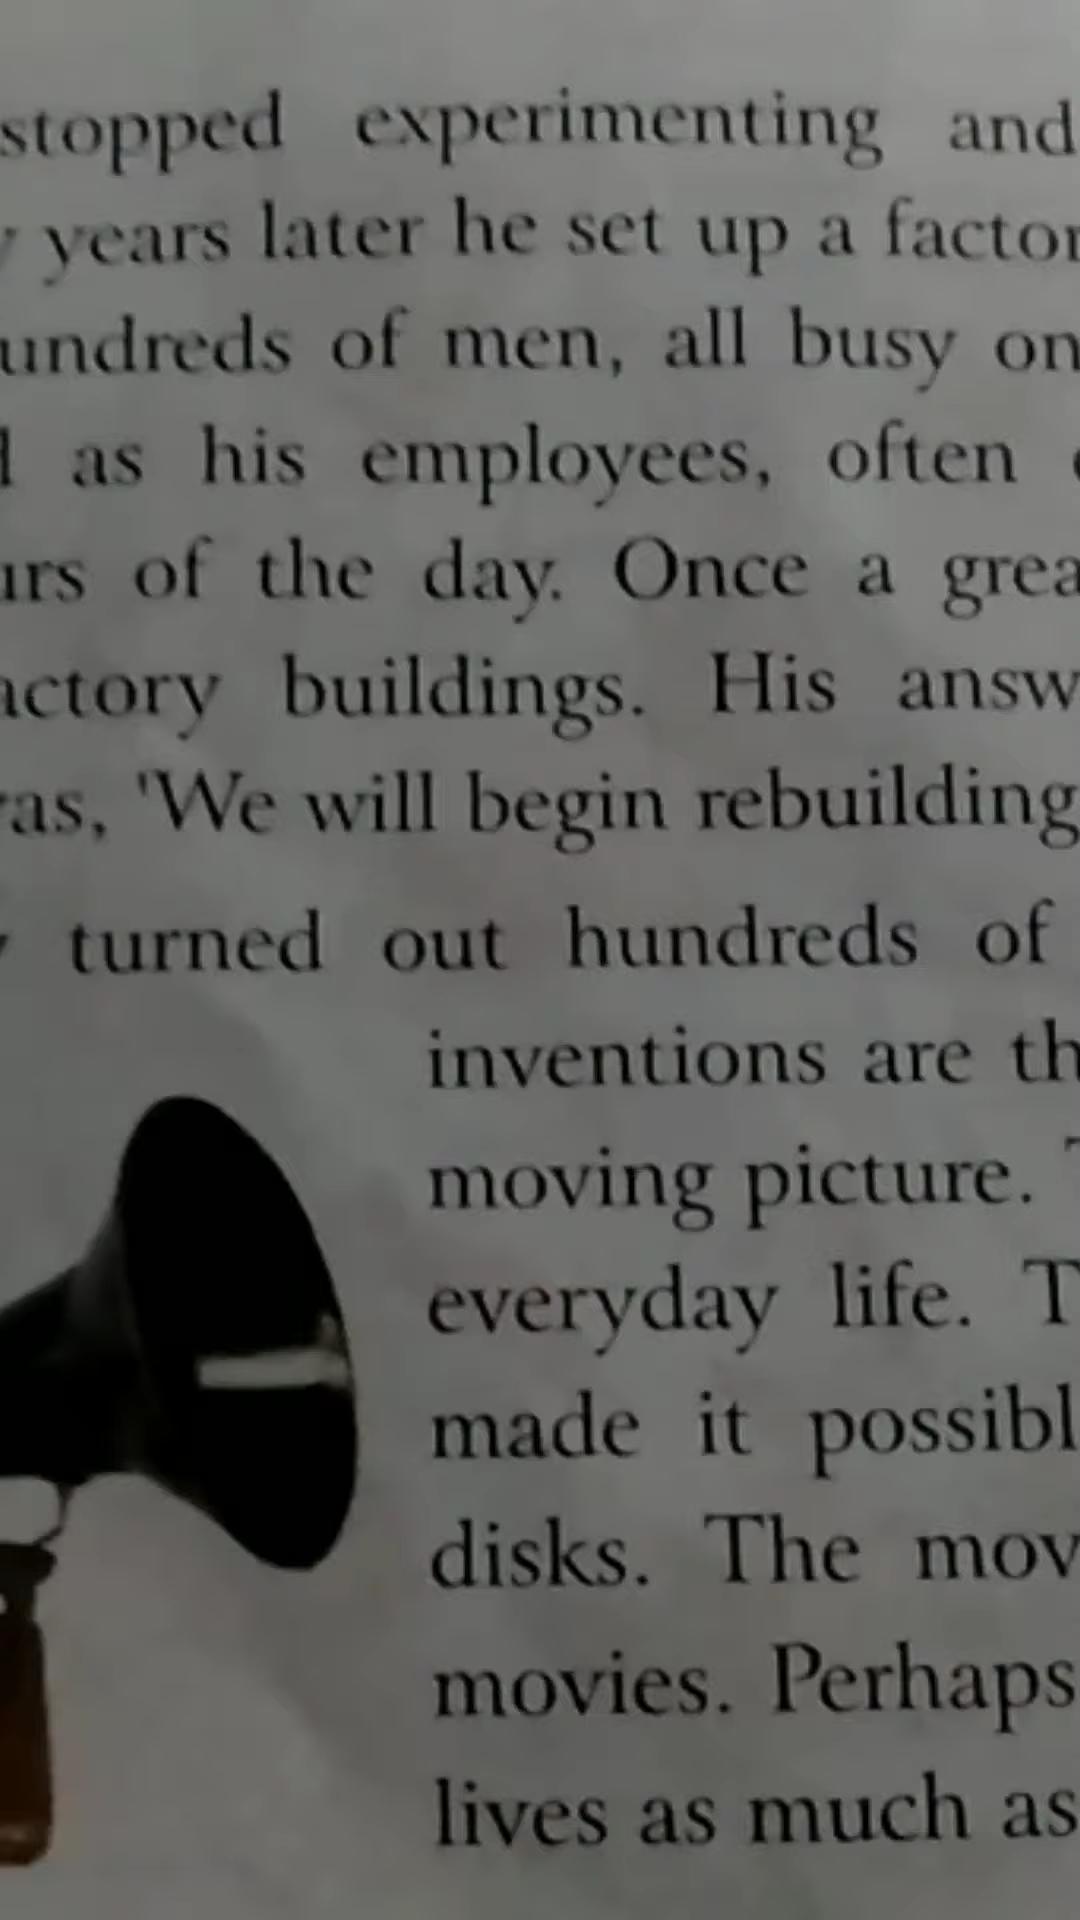 stopped experimenting and
years later he set up a factor
undreds of men, all busy on
as his employees, often
urs of the day. Once a grea
actory buildings. His answ
as, 'We will begin rebuilding
turned out hundreds of
inventions are th
moving picture. T
everyday life. T
made it possibl
disks. The mov
movies. Perhaps
lives as much as